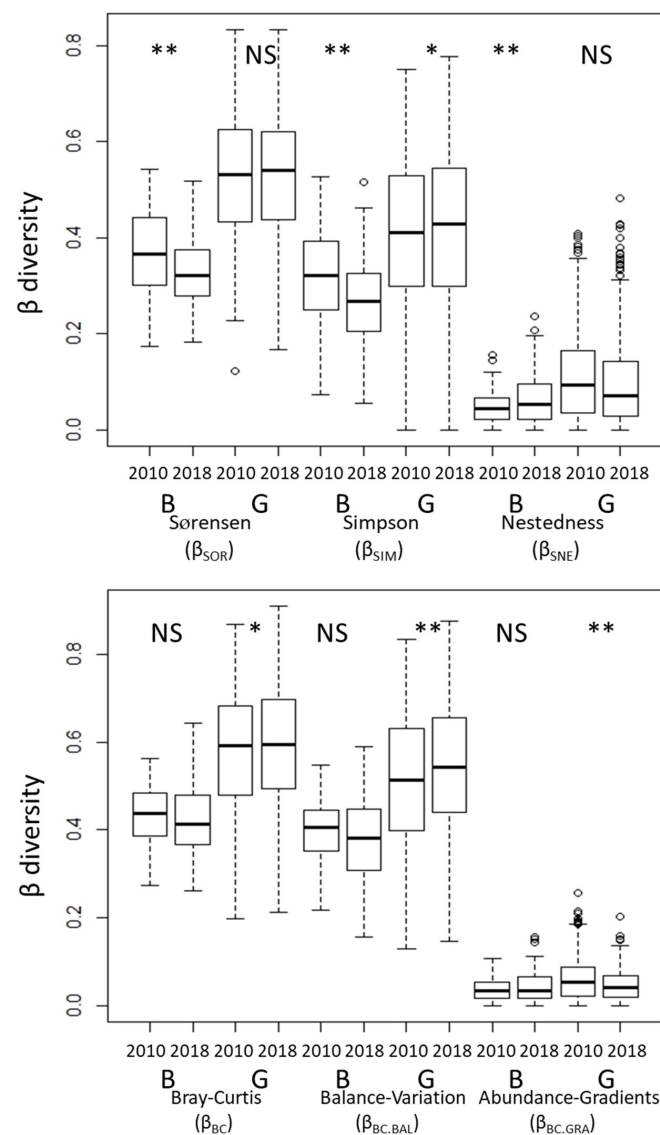 ** NS ** * ** NS
0.8
0.6
0.4
0.2
0.0
β diversity
2010 2018 2010 2018 2010 2018 2010 2018 2010 2018 2010 2018
B G B G B G
Sørensen Simpson Nestedness
(βSOR) (βSIM) (βSNE)
NS * NS ** NS **
0.8
0.6
0.4
0.2
0.0
β diversity
2010 2018 2010 2018 2010 2018 2010 2018 2010 2018 2010 2018
B G B G B G
Bray-Curtis Balance-Variation Abundance-Gradients
(βBC) (βBC.BAL) (βBC.GRA)